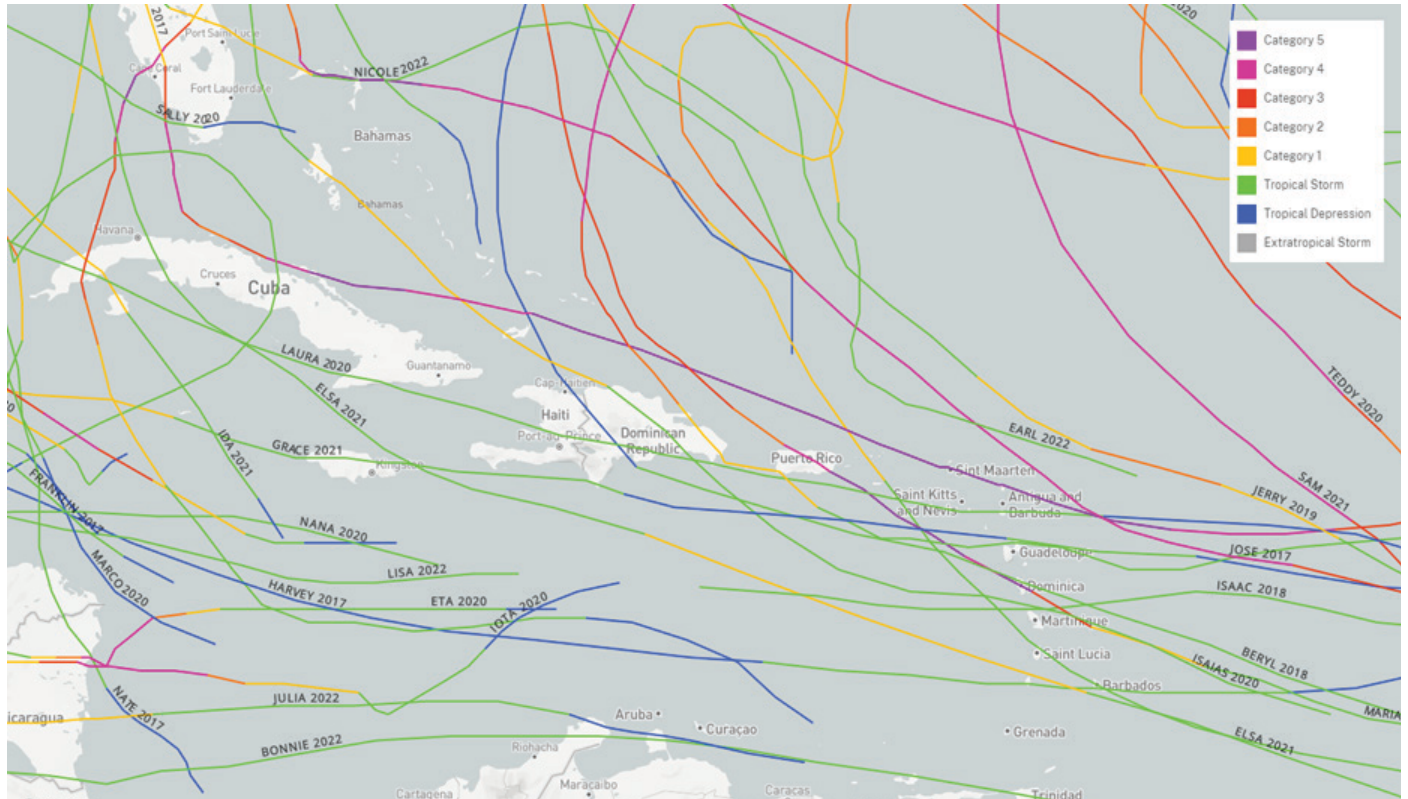 2017
Port Saint Lucie
Cape Coral
Fort Lauderdale
NICOLE 2022
SALLY 2020
Bahamas
Bahamas
2020
Category 5
Category 4
Category 3
Category 2
Category 1
Tropical Storm
Tropical Depression
Extratropical Storm
Havana
Cruces
Cuba
LAURA 2020
Guantanamo
ELSA 2021
Cap-Haitien
Haiti
Port-au-Prince
Dominican
Republic
Puerto Rico
EARL 2022
TEDDY 2020
IDA 2021
GRACE 2021
Kingston
Sint Maarten
Saint Kitts
and Nevis
Antigua and
Barbuda
SAM 2021
JERRY 2019
FRANKLIN 2017
NANA 2020
Guadeloupe
JOSE 2017
MARCO 2020
LISA 2022
HARVEY 2017
ETA 2020
IOTA 2020
Dominica
ISAAC 2018
Martinique
Saint Lucia
BERYL 2018
ISAIAS 2020
Barbados
MARIA
NATE 2017
icaragua
JULIA 2022
Aruba
Curaçao
Grenada
ELSA 2021
BONNIE 2022
Riohacha
Maracaibo
Cartagena
Caracas
Trinidad